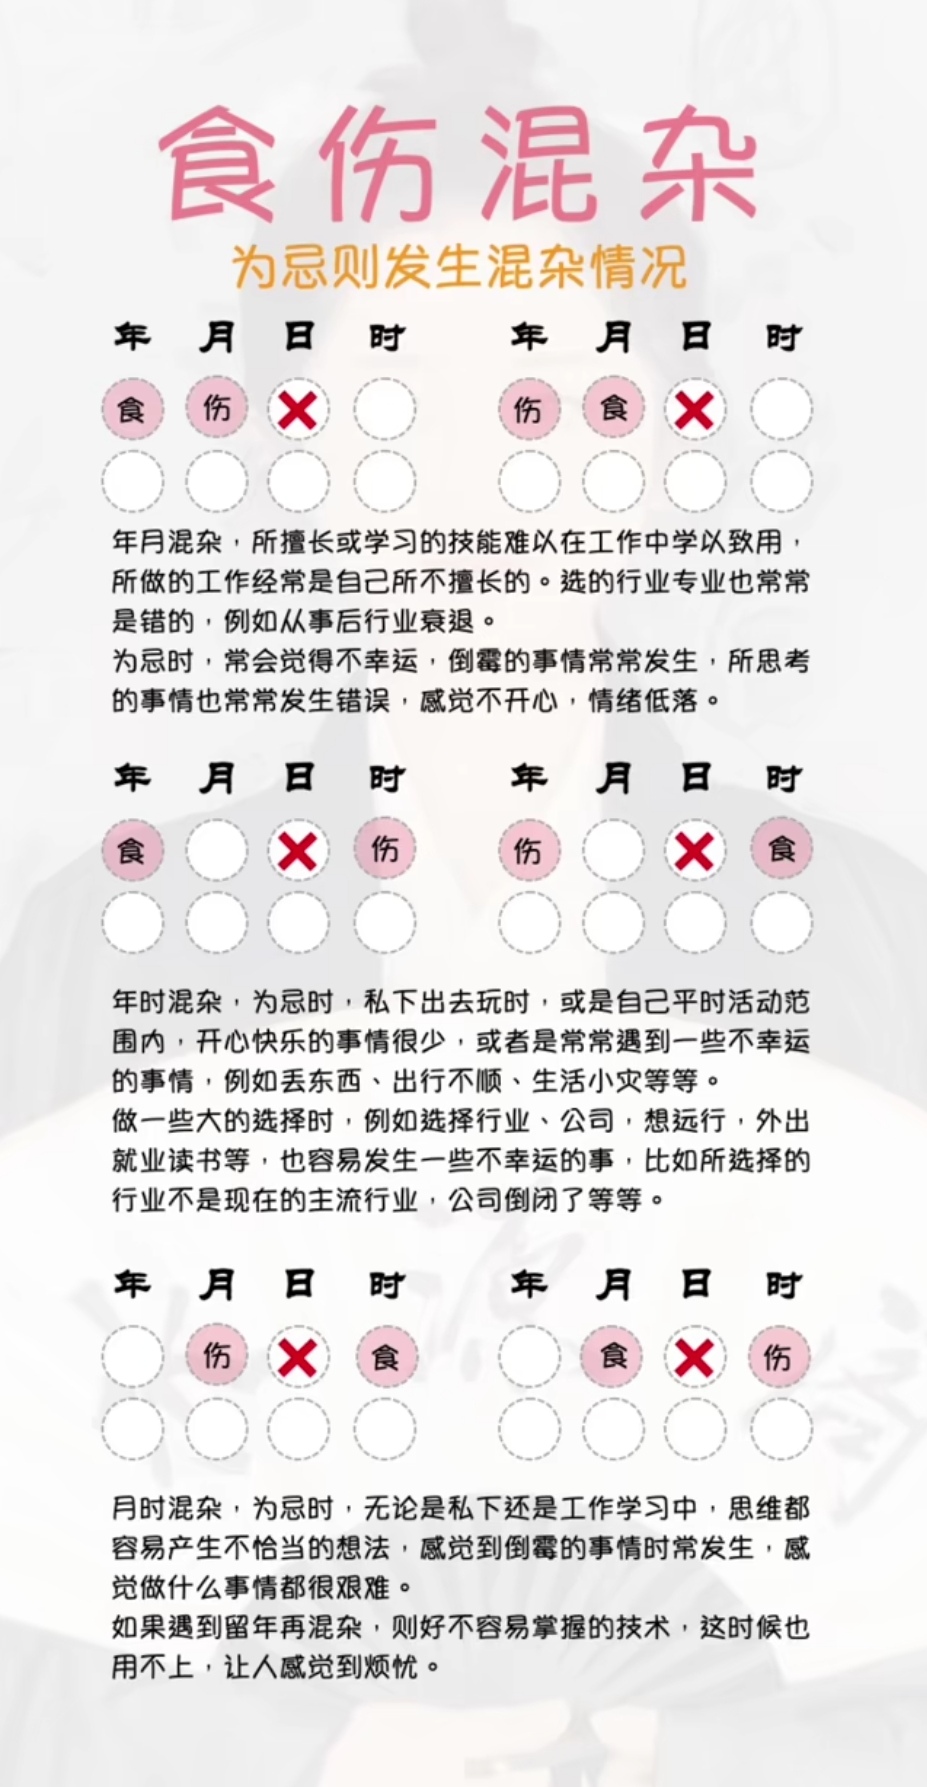 食伤混杂
为忌则发生混杂情况
年 月 日 时 年 月 日 时
食 伤 伤 食
年月混杂，所擅长或学习的技能难以在工作中学以致用，
所做的工作经常是自己所不擅长的。选的行业专业也常常
是错的，例如从事后行业衰退。
为忌时，常会觉得不幸运，倒霉的事情常常发生，所思考
的事情也常常发生错误，感觉不开心，情绪低落。
年 月 日 时 年 月 日 时
食 伤 伤 食
年时混杂，为忌时，私下出去玩时，或是自己平时活动范
围内，开心快乐的事情很少，或者是常常遇到一些不幸运
的事情，例如丢东西、出行不顺、生活小灾等等。
做一些大的选择时，例如选择行业、公司，想远行，外出
就业读书等，也容易发生一些不幸运的事，比如所选择的
行业不是现在的主流行业，公司倒闭了等等。
年 月 日 时 年 月 日 时
伤 食 食 伤
月时混杂，为忌时，无论是私下还是工作学习中，思维都
容易产生不恰当的想法，感觉到倒霉的事情时常发生，感
觉做什么事情都很艰难。
如果遇到留年再混杂，则好不容易掌握的技术，这时候也
用不上，让人感觉到烦忧。